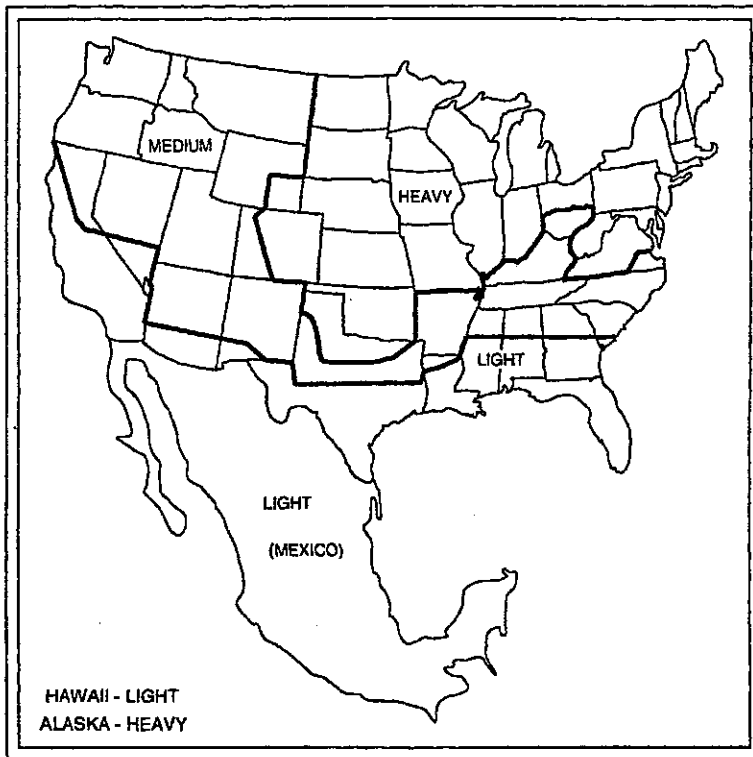 MEDIUM
HEAVY
LIGHT
LIGHT
(MEXICO)
HAWAII - LIGHT
ALASKA - HEAVY